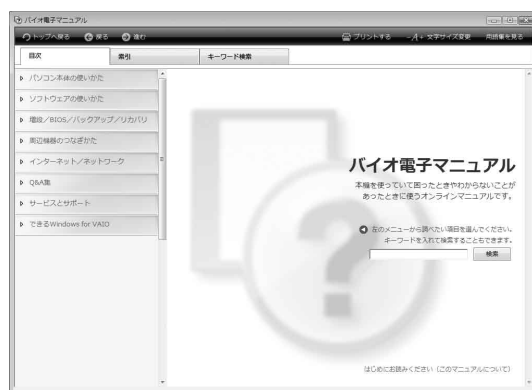 バイオ電子マニュアル
トップへ戻る 戻る 進む プリントする -A+ 文字サイズ変更 用語集を見る
目次 索引 キーワード検索
パソコン本体の使いかた
ソフトウェアの使いかた
増設/BIOS/バックアップ/リカバリ
周辺機器のつなぎかた
インターネット/ネットワーク
Q&A集
サービスとサポート
できるWindows for VAIO
バイオ電子マニュアル
本機を使っていて困ったときやわからないことが
あったときに使うオンラインマニュアルです。
左のメニューから調べたい項目を選んでください。
キーワードを入れて検索することもできます。
検索
はじめにお読みください(このマニュアルについて)